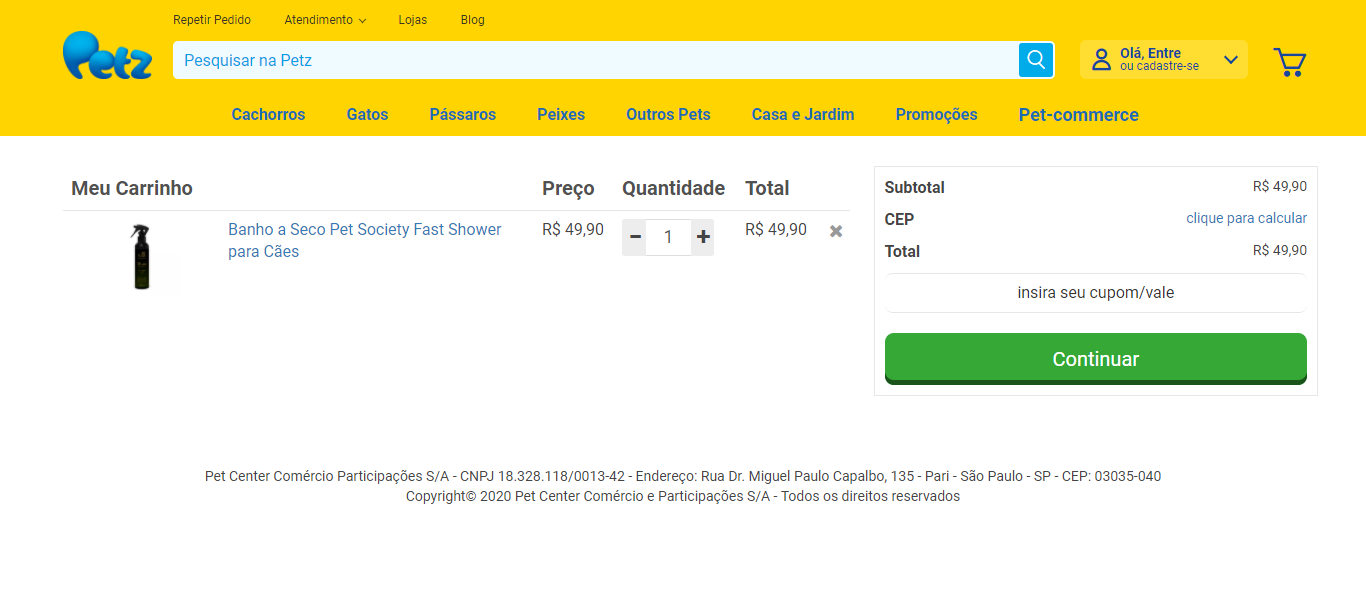 Repetir Pedido
Atendimento
Lojas
Blog
Petz
Pesquisar na Petz
Olá, Entre
ou cadastre-se
Cachorros
Gatos
Pássaros
Peixes
Outros Pets
Casa e Jardim
Promoções
Pet-commerce
Meu Carrinho
Preço
Quantidade
Total
Banho a Seco Pet Society Fast Shower
para Cães
R$ 49,90
− 1 +
R$ 49,90
Subtotal R$ 49,90
CEP clique para calcular
Total R$ 49,90
insira seu cupom/vale
Continuar
Pet Center Comércio Participações S/A - CNPJ 18.328.118/0013-42 - Endereço: Rua Dr. Miguel Paulo Capalbo, 135 - Pari - São Paulo - SP - CEP: 03035-040
Copyright© 2020 Pet Center Comércio e Participações S/A - Todos os direitos reservados